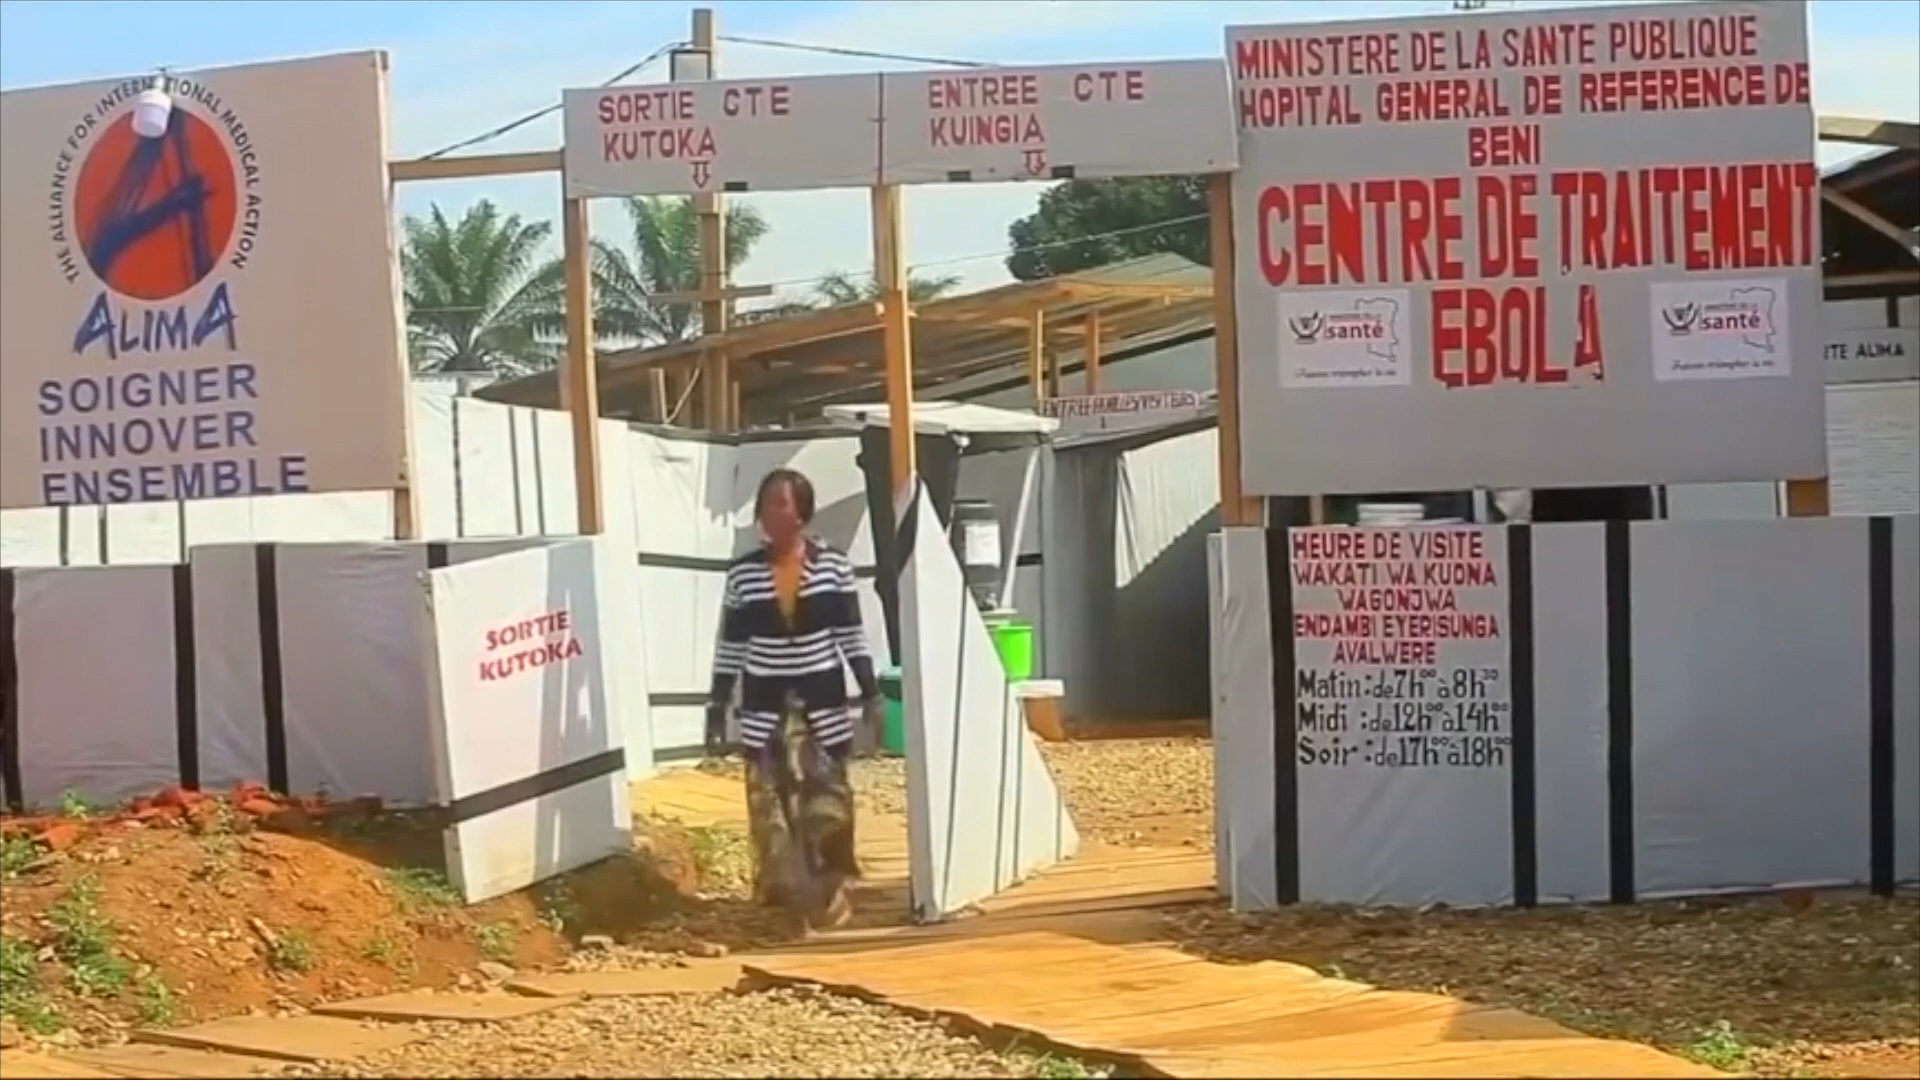 THE ALLIANCE FOR INTERNATIONAL MEDICAL ACTION
ALIMA
SOIGNER
INNOVER
ENSEMBLE
SORTIE CTE
KUTOKA
ENTREE CTE
KUINGIA
MINISTERE DE LA SANTE PUBLIQUE
HOPITAL GENERAL DE REFERENCE DE
BENI
CENTRE DE TRAITEMENT
EBOLA
santé
santé
ALIMA
SORTIE
KUTOKA
HEURE DE VISITE
WAKATI WA KUONA
WAGONJWA
ENDAMBI EYERISUNGA
AVALWERE
Matin : de 7h00 à 8h30
Midi : de 12h00 à 14h00
Soir : de 17h00 à 18h00